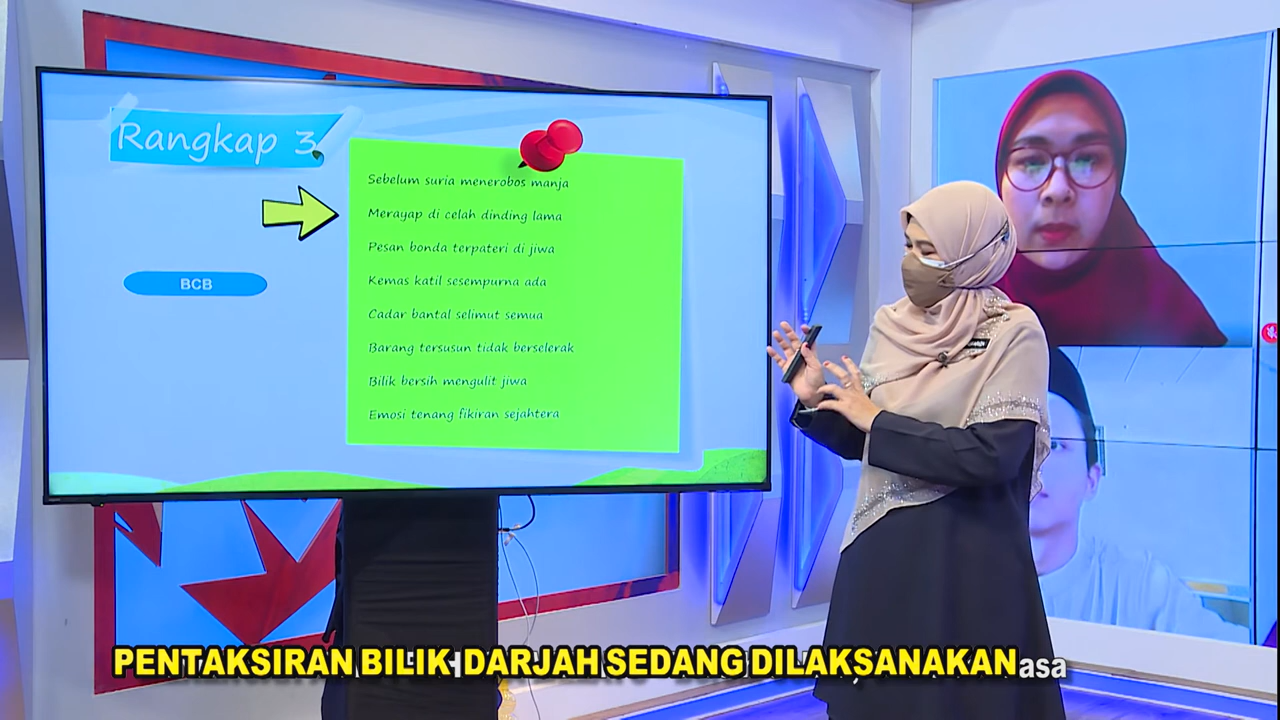 Rangkap 3
BCB
Sebelum suria menerobos manja
Merayap di celah dinding lama
Pesan bonda terpateri di jiwa
Kemas katil sesempurna ada
Cadar bantal selimut semua
Barang tersusun tidak berselerak
Bilik bersih mengulit jiwa
Emosi tenang fikiran sejahtera
PENTAKSIRAN BILIK DARJAH SEDANG DILAKSANAKAN
asa